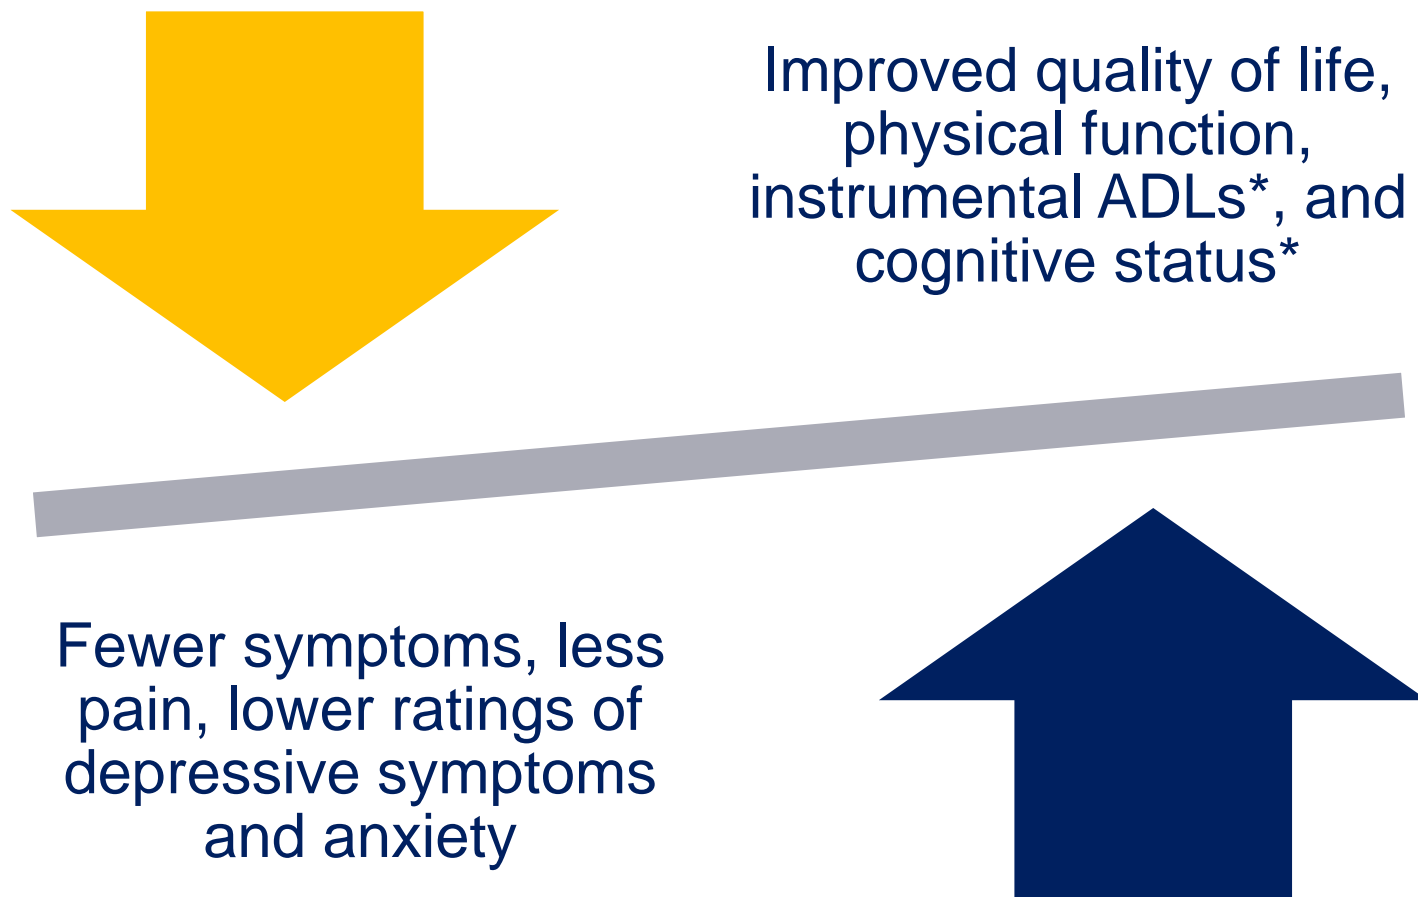 Improved quality of life,
physical function,
instrumental ADLs*, and
cognitive status*
Fewer symptoms, less
pain, lower ratings of
depressive symptoms
and anxiety